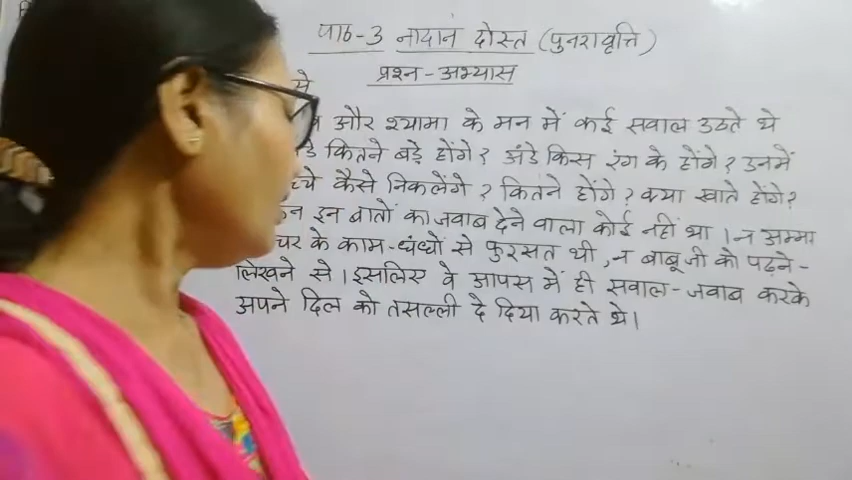 पाठ-3 नादान दोस्त (पुनरावृत्ति)
प्रश्न-अभ्यास
से
और श्यामा के मन में कई सवाल उठते थे
कितने बड़े होंगे? अंडे किस रंग के होंगे? उनमें
कैसे निकलेंगे? कितने होंगे? क्या खाते होंगे?
इन बातों का जवाब देने वाला कोई नहीं था। न अम्मा
के काम-धंधों से फुरसत थी, न बाबूजी को पढ़ने-
लिखने से। इसलिए वे आपस में ही सवाल-जवाब करके
अपने दिल को तसल्ली दे दिया करते थे।